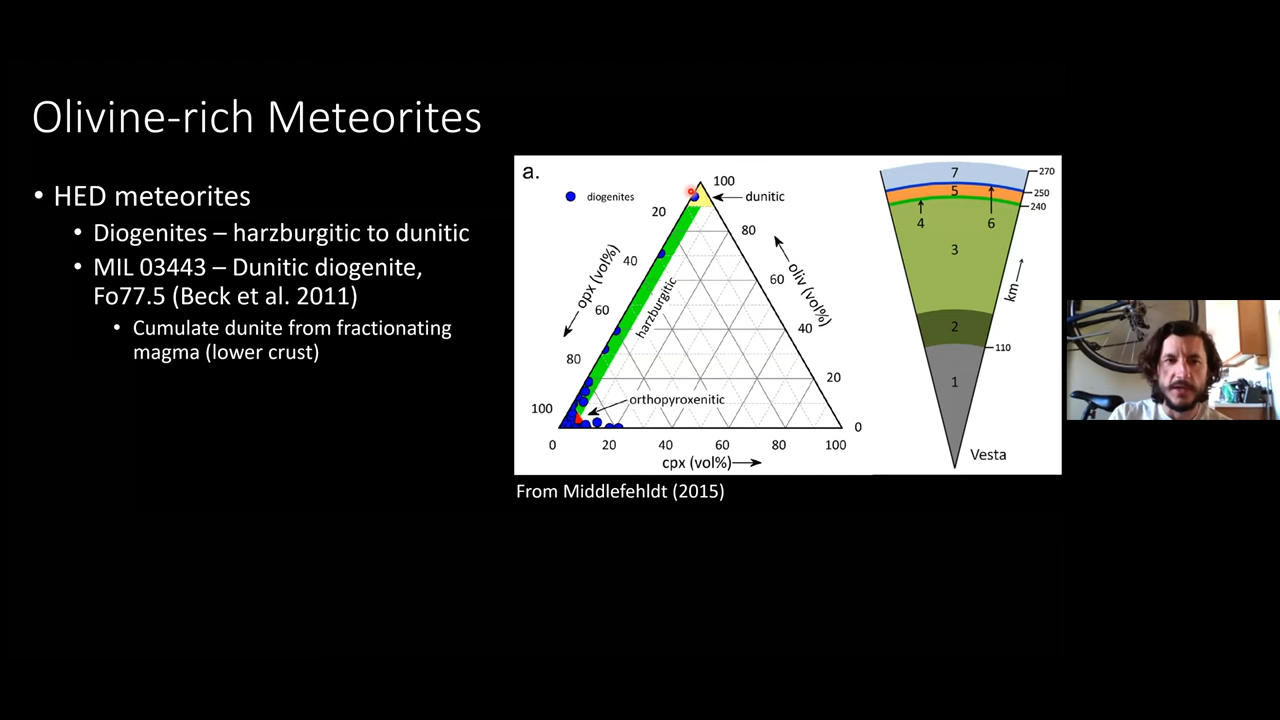 Olivine-rich Meteorites
• HED meteorites
• Diogenites – harzburgitic to dunitic
• MIL 03443 – Dunitic diogenite,
Fo77.5 (Beck et al. 2011)
• Cumulate dunite from fractionating
magma (lower crust)
a.
diogenites
100
dunitic
20
80
40
60
60
40
80
20
100
0
opx (vol%)
oliv (vol%)
harzburgitic
orthopyroxenitic
0
20
40
60
80
100
cpx (vol%)
7
270
5
250
240
4
6
3
km
2
110
1
Vesta
From Middlefehldt (2015)